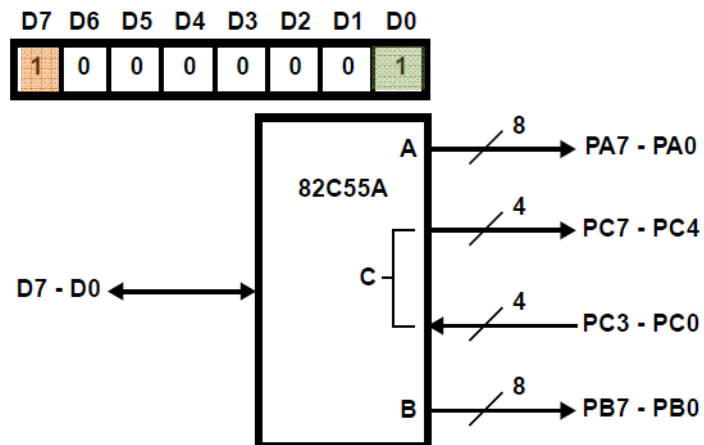 D7 D6 D5 D4 D3 D2 D1 D0
1 0 0 0 0 0 0 1
A 8 PA7 - PA0
82C55A
4 PC7 - PC4
D7 - D0 C
4 PC3 - PC0
B 8 PB7 - PB0